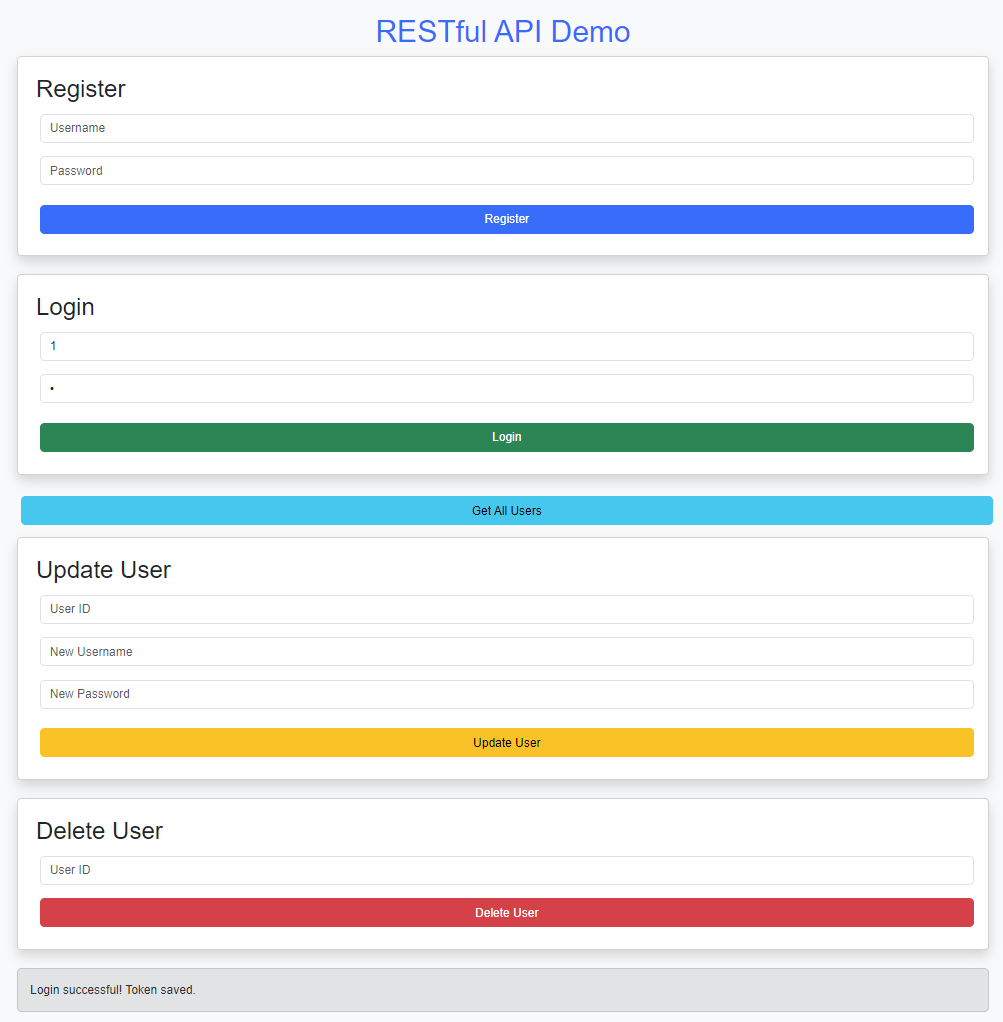 RESTful API Demo
Register
Username
Password
Register
Login
1
•
Login
Get All Users
Update User
User ID
New Username
New Password
Update User
Delete User
User ID
Delete User
Login successful! Token saved.